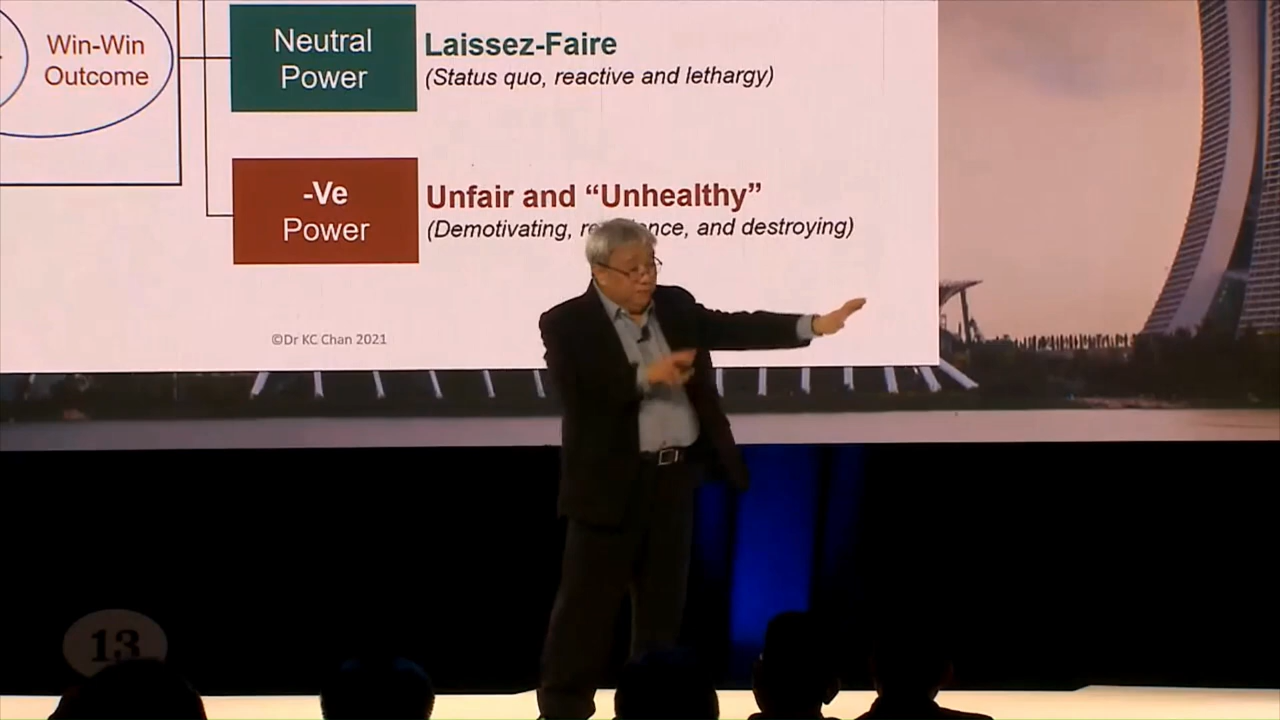 Win-Win
Outcome
Neutral
Power
Laissez-Faire
(Status quo, reactive and lethargy)
-Ve
Power
Unfair and “Unhealthy”
(Demotivating, and destroying)
©Dr KC Chan 2021
13